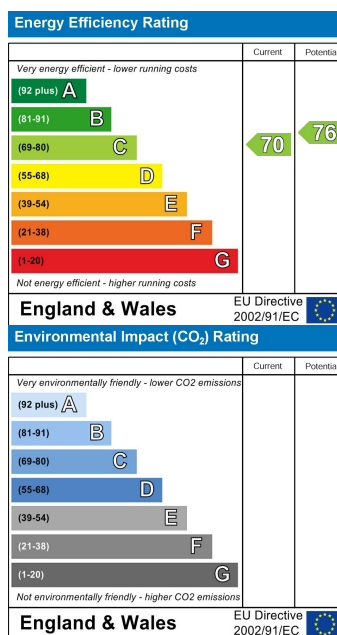 Energy Efficiency Rating
Current Potential
Very energy efficient - lower running costs
(92 plus) A
(81-91) B
(69-80) C
(55-68) D
(39-54) E
(21-38) F
(1-20) G
70
76
Not energy efficient - higher running costs
England & Wales
EU Directive
2002/91/EC
Environmental Impact (CO₂) Rating
Current Potential
Very environmentally friendly - lower CO2 emissions
(92 plus) A
(81-91) B
(69-80) C
(55-68) D
(39-54) E
(21-38) F
(1-20) G
Not environmentally friendly - higher CO2 emissions
England & Wales
EU Directive
2002/91/EC